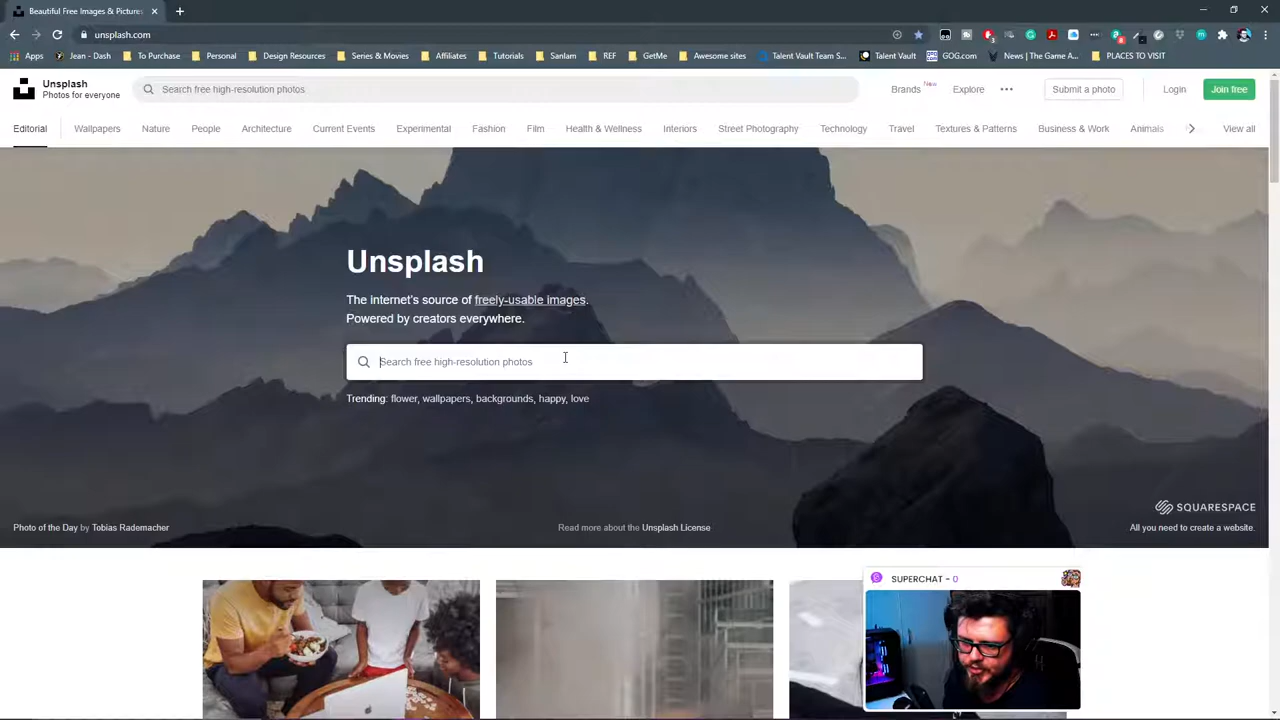 Beautiful Free Images & Pictures
unsplash.com
Apps
Jean - Dash
To Purchase
Personal
Design Resources
Series & Movies
Affiliates
Tutorials
Sanlam
REF
GetMe
Awesome sites
Talent Vault Team S...
Talent Vault
GOG.com
News | The Game A...
PLACES TO VISIT
Unsplash
Photos for everyone
Search free high-resolution photos
Brands New
Explore
Submit a photo
Login
Join free
Editorial
Wallpapers
Nature
People
Architecture
Current Events
Experimental
Fashion
Film
Health & Wellness
Interiors
Street Photography
Technology
Travel
Textures & Patterns
Business & Work
Animals
View all
Unsplash
The internet's source of freely-usable images.
Powered by creators everywhere.
Search free high-resolution photos
Trending: flower, wallpapers, backgrounds, happy, love
Photo of the Day by Tobias Rademacher
Read more about the Unsplash License
SQUARESPACE
All you need to create a website.
SUPERCHAT - 0